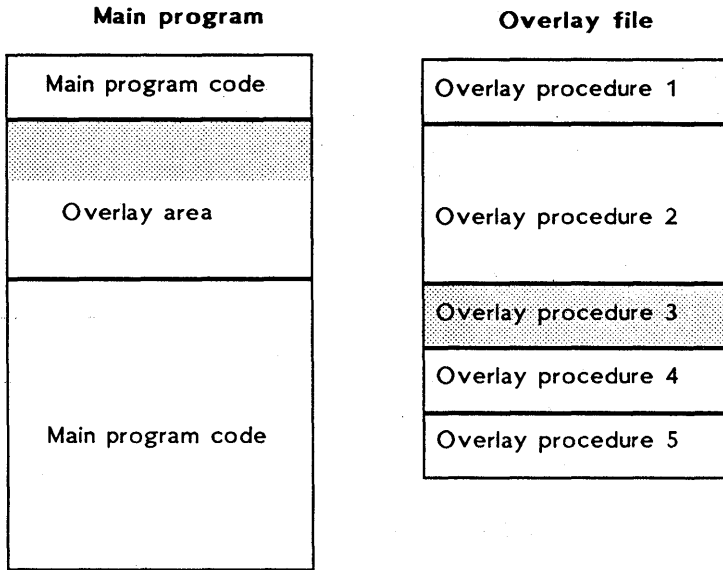 Main program
Main program code
Overlay area
Main program code
Overlay file
Overlay procedure 1
Overlay procedure 2
Overlay procedure 3
Overlay procedure 4
Overlay procedure 5